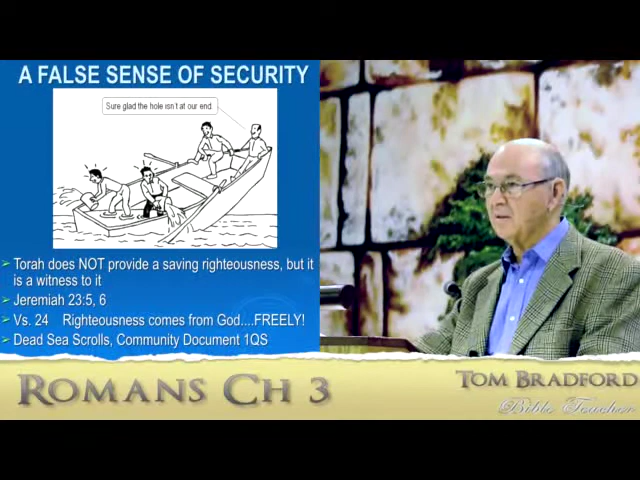 A FALSE SENSE OF SECURITY
Sure glad the hole isn't at our end.
➢ Torah does NOT provide a saving righteousness, but it
is a witness to it
➢ Jeremiah 23:5, 6
➢ Vs. 24 Righteousness comes from God....FREELY!
➢ Dead Sea Scrolls, Community Document 1QS
ROMANS CH 3
TOM BRADFORD
Bible Teacher